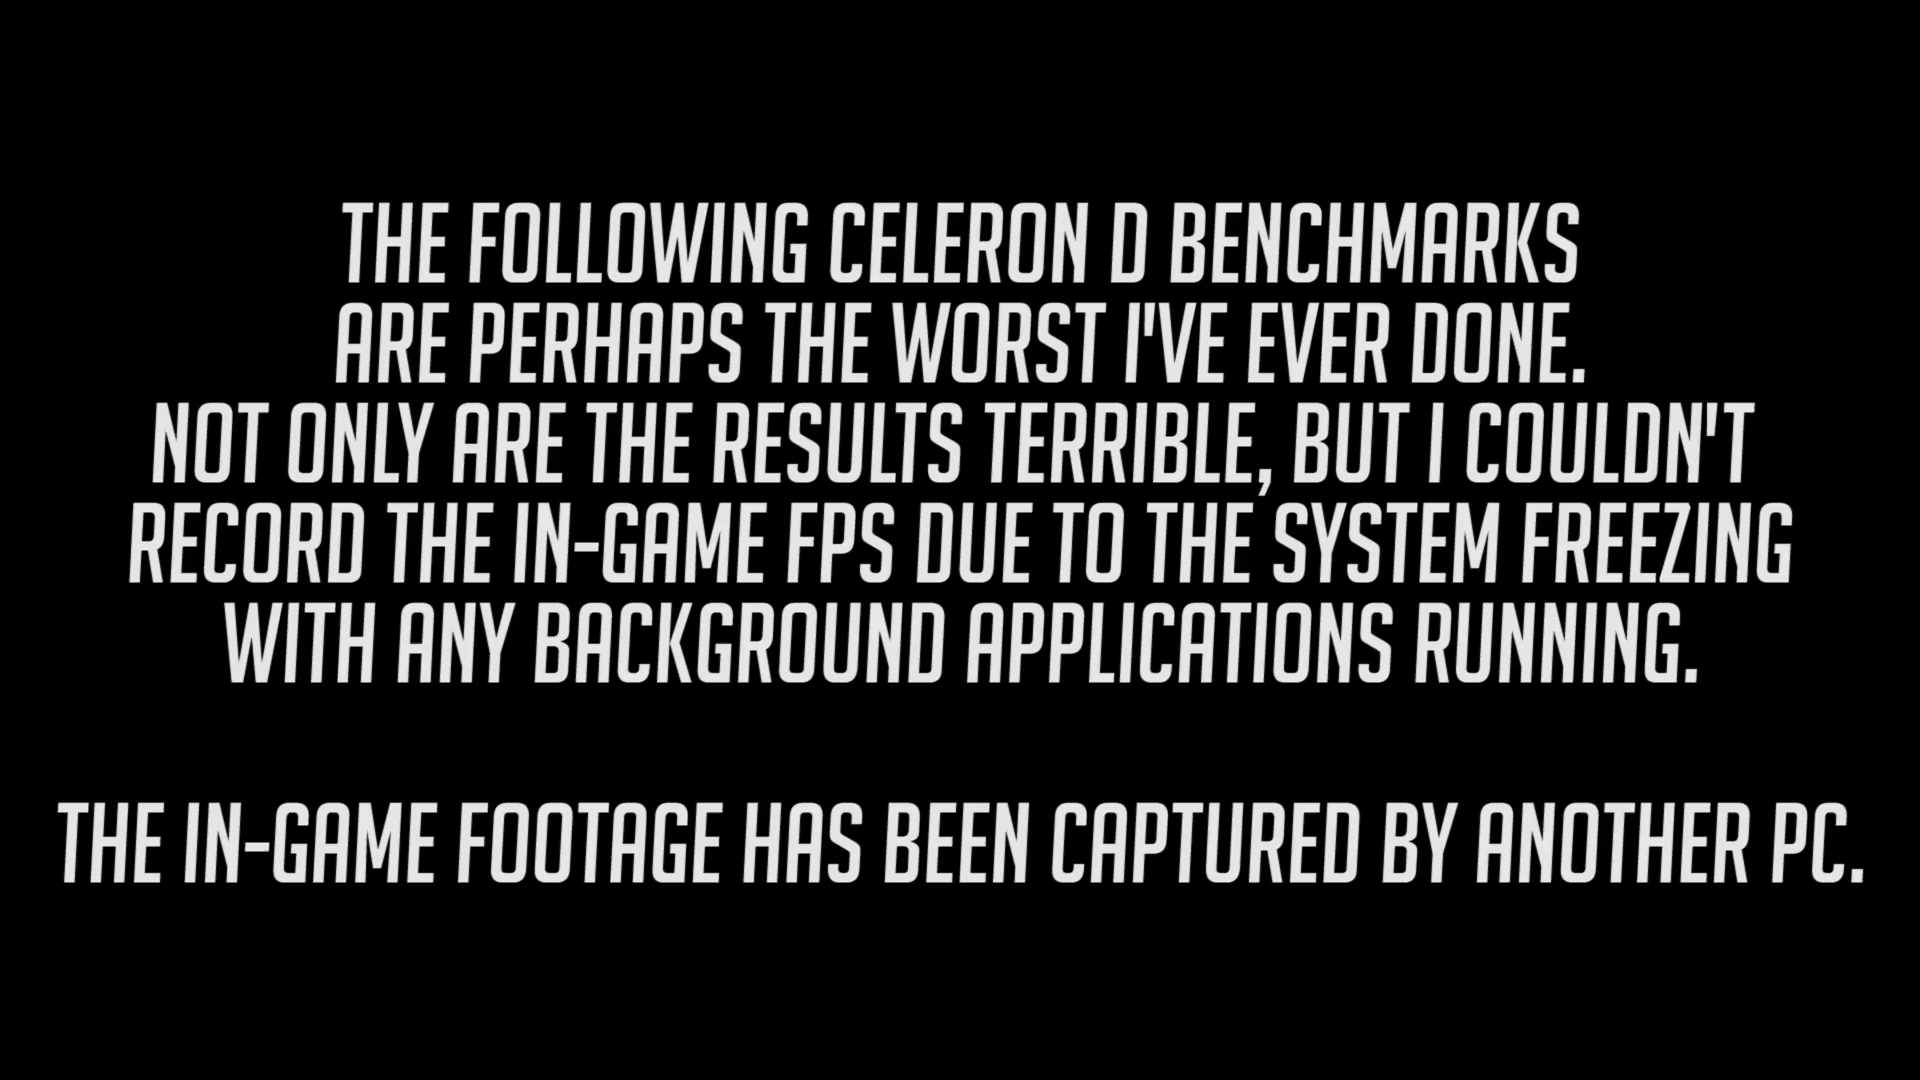 THE FOLLOWING CELERON D BENCHMARKS
ARE PERHAPS THE WORST I'VE EVER DONE.
NOT ONLY ARE THE RESULTS TERRIBLE, BUT I COULDN'T
RECORD THE IN-GAME FPS DUE TO THE SYSTEM FREEZING
WITH ANY BACKGROUND APPLICATIONS RUNNING.
THE IN-GAME FOOTAGE HAS BEEN CAPTURED BY ANOTHER PC.